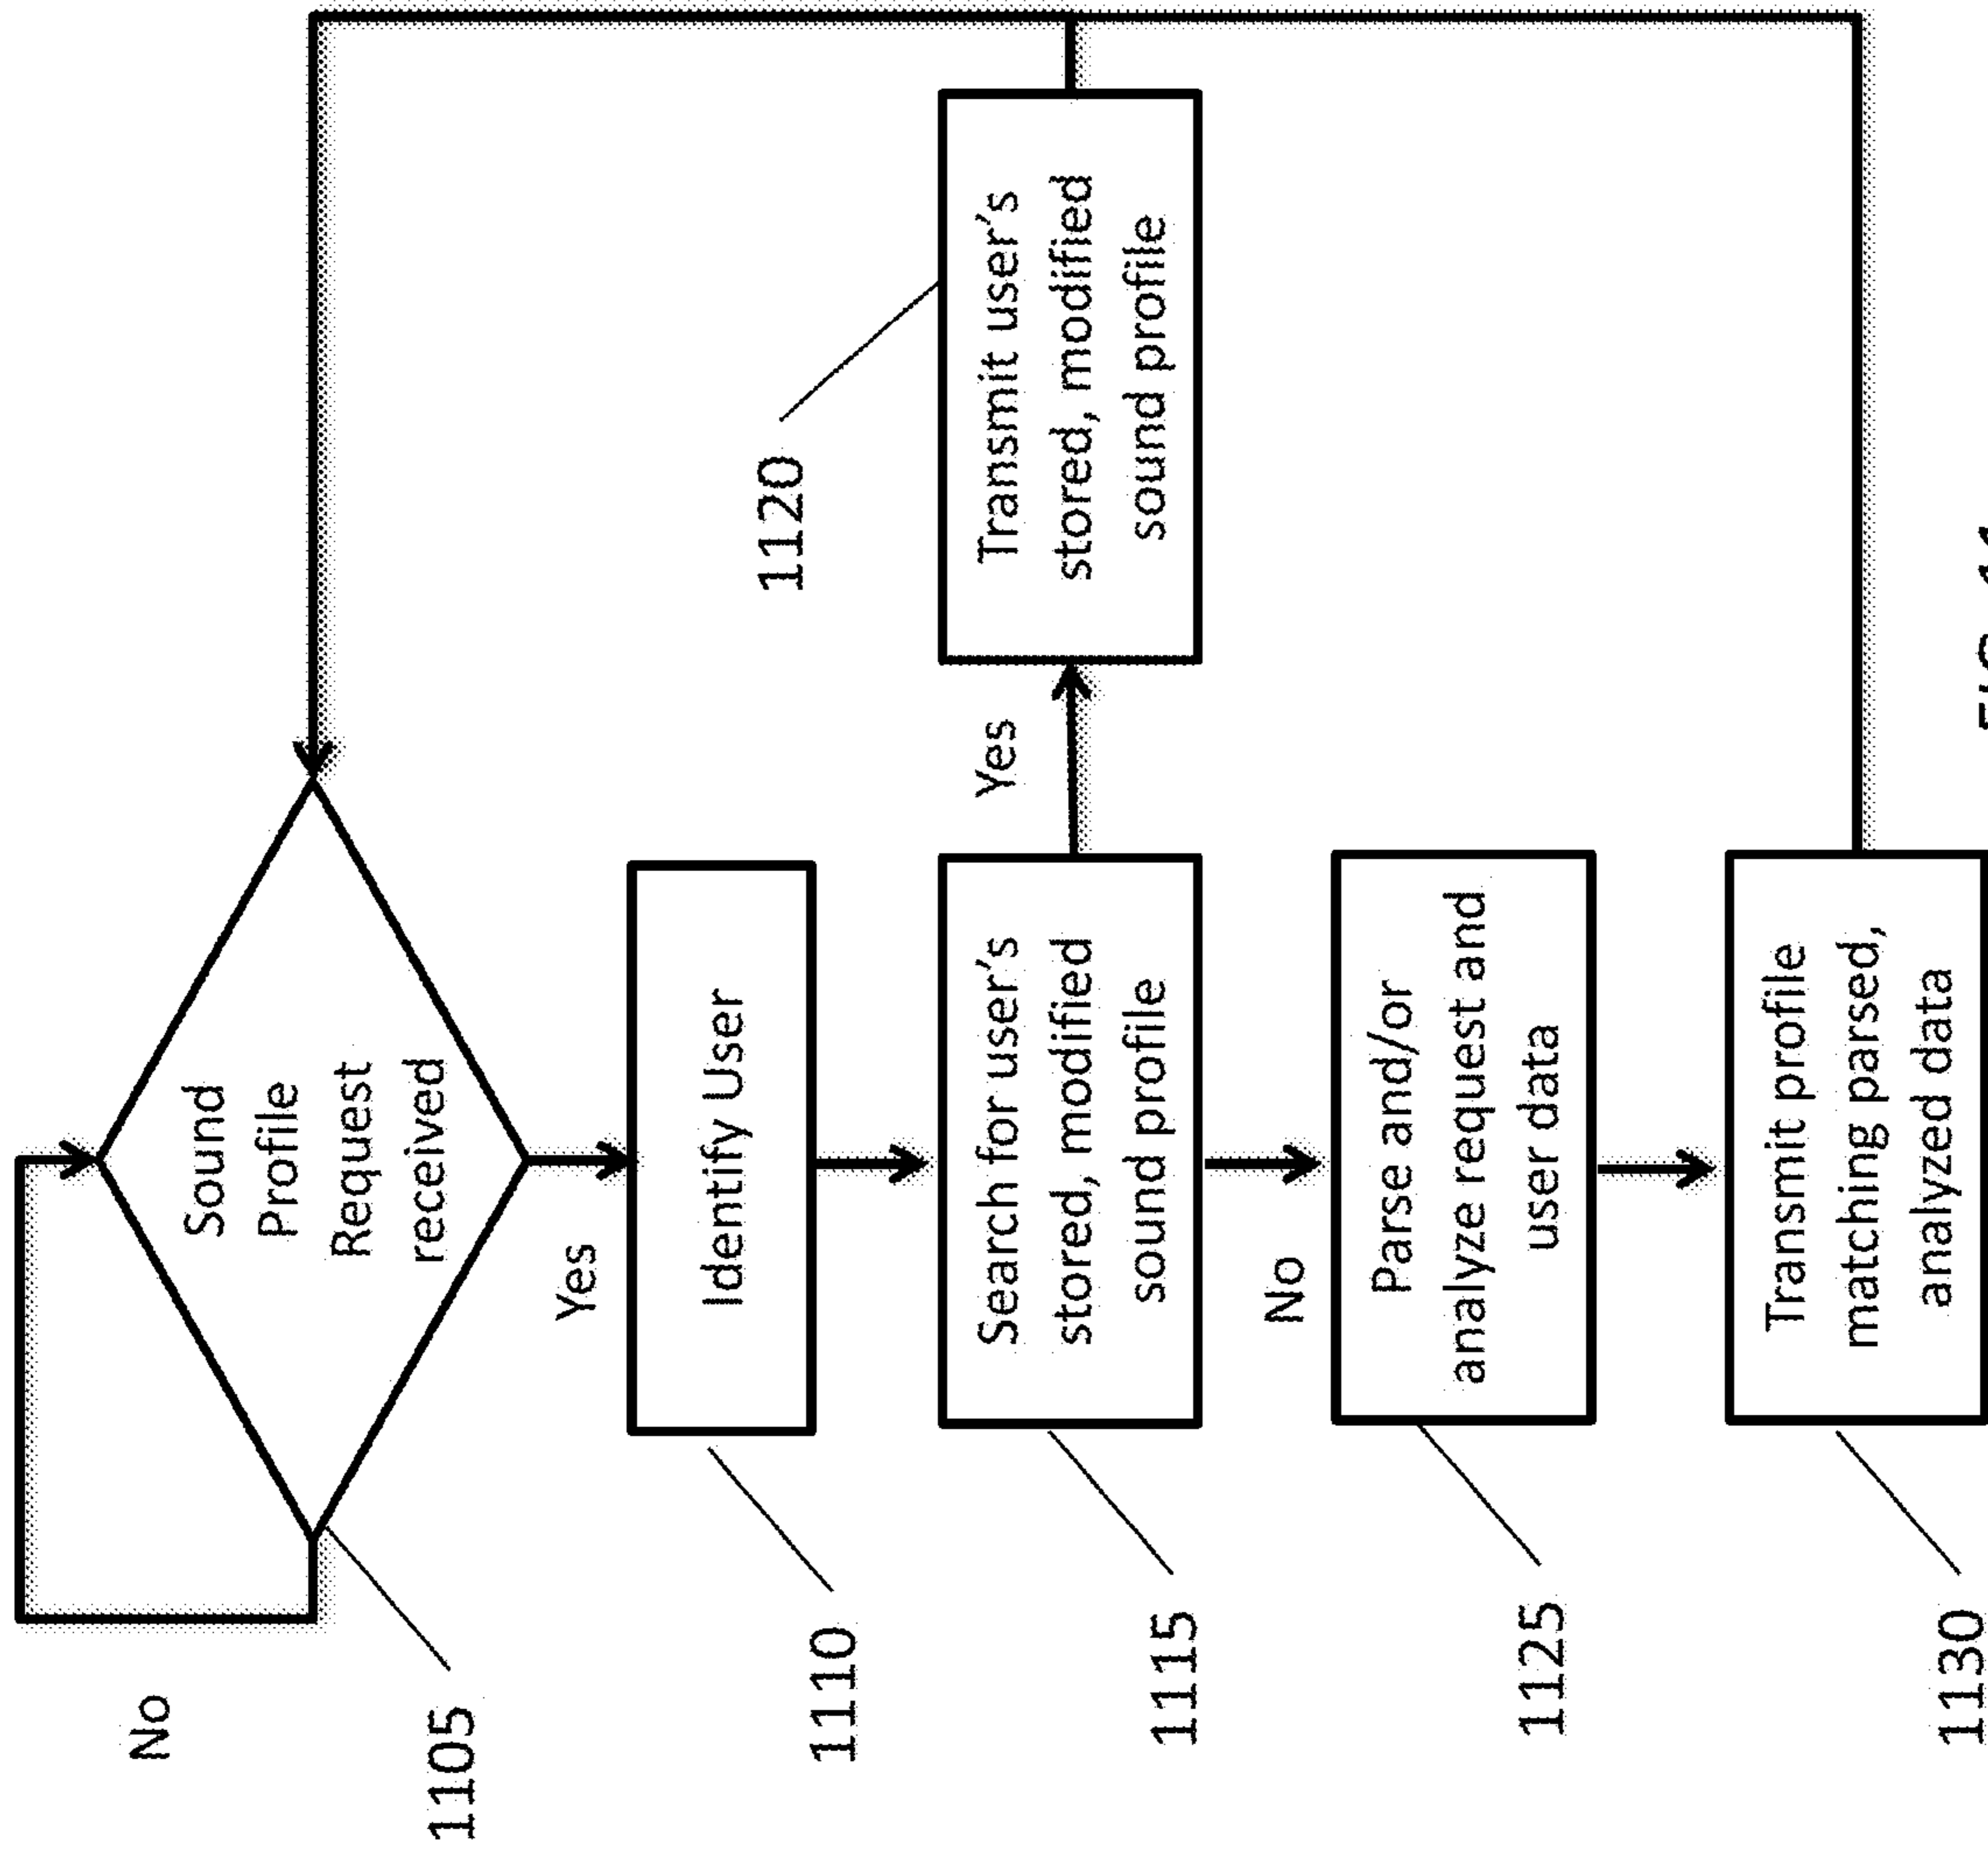 No
Sound
Profile
Request
received
1105
Yes
Identify User
1110
Search for user's
stored, modified
sound profile
1115
Yes
Transmit user's
stored, modified
sound profile
1120
No
Parse and/or
analyze request and
user data
1125
Transmit profile
matching parsed,
analyzed data
1130